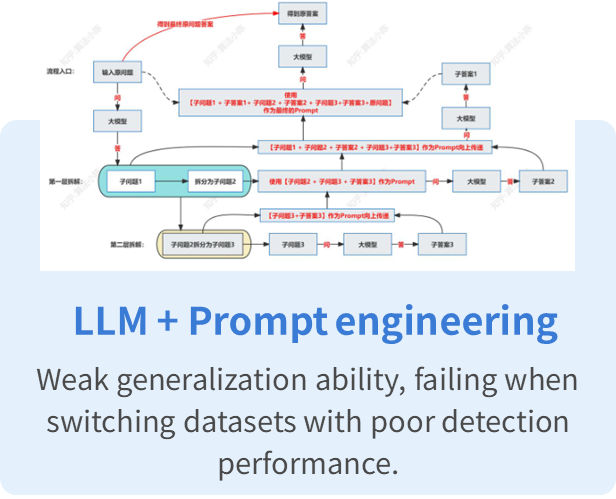 得到原答案
得到最终原问题答案
答
大模型
流程入口:
输入原问题
问
子答案1
问
使用
【子问题1 + 子答案1+ 子问题2 + 子答案2 + 子问题3+子答案3+原问题】
作为最终的Prompt
答
大模型
大模型
问
答
【子问题1 + 子问题2 + 子答案2 + 子问题3+子答案3】作为Prompt向上传递
第一层拆解:
子问题1
拆分为子问题2
使用【子问题2 + 子问题3 + 子答案3】作为Prompt
问
大模型
答
子答案2
【子问题3+子答案3】作为Prompt向上传递
第二层拆解:
子问题2拆分为子问题3
子问题3
问
大模型
答
子答案3
LLM + Prompt engineering
Weak generalization ability, failing when
switching datasets with poor detection
performance.